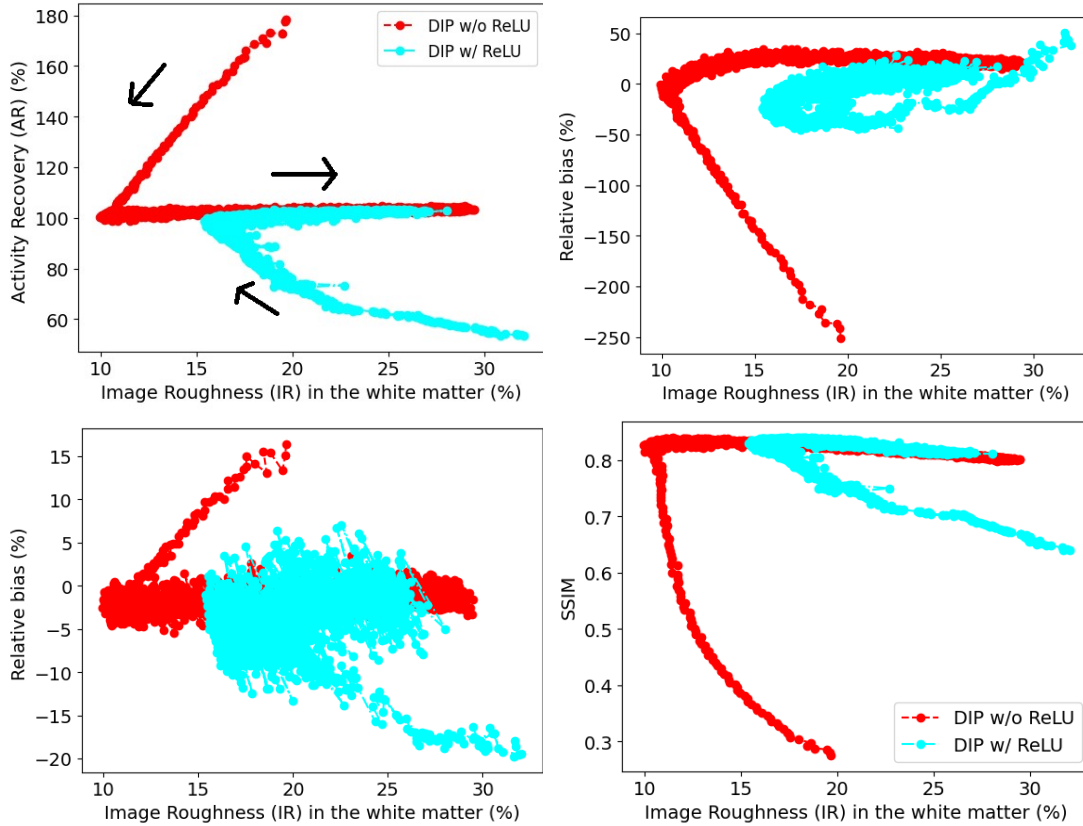 180
160
140
120
100
80
60
Activity Recovery (AR) (%)
DIP w/o ReLU
DIP w/ ReLU
10 15 20 25 30
Image Roughness (IR) in the white matter (%)
50
0
−50
−100
−150
−200
−250
Relative bias (%)
10 15 20 25 30
Image Roughness (IR) in the white matter (%)
15
10
5
0
−5
−10
−15
−20
Relative bias (%)
10 15 20 25 30
Image Roughness (IR) in the white matter (%)
0.8
0.7
0.6
0.5
0.4
0.3
SSIM
DIP w/o ReLU
DIP w/ ReLU
10 15 20 25 30
Image Roughness (IR) in the white matter (%)